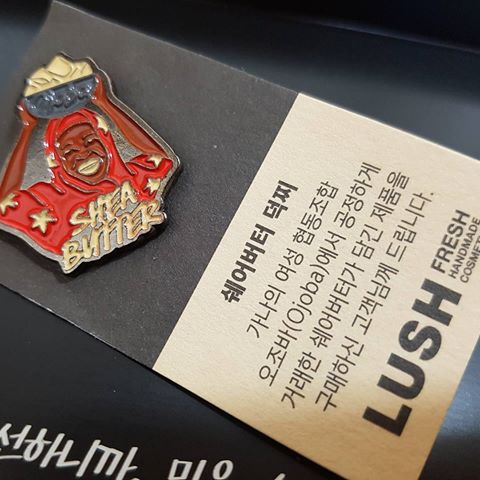 SHEA
BUTTER
쉐어버터 덕찌
가나의 여성 협동조합
오조바(Ojoba)에서 공정하게
거래한 쉐어버터가 담긴 제품을
구매하신 고객님께 드립니다.
LUSH
FRESH
HANDMADE
COSMET